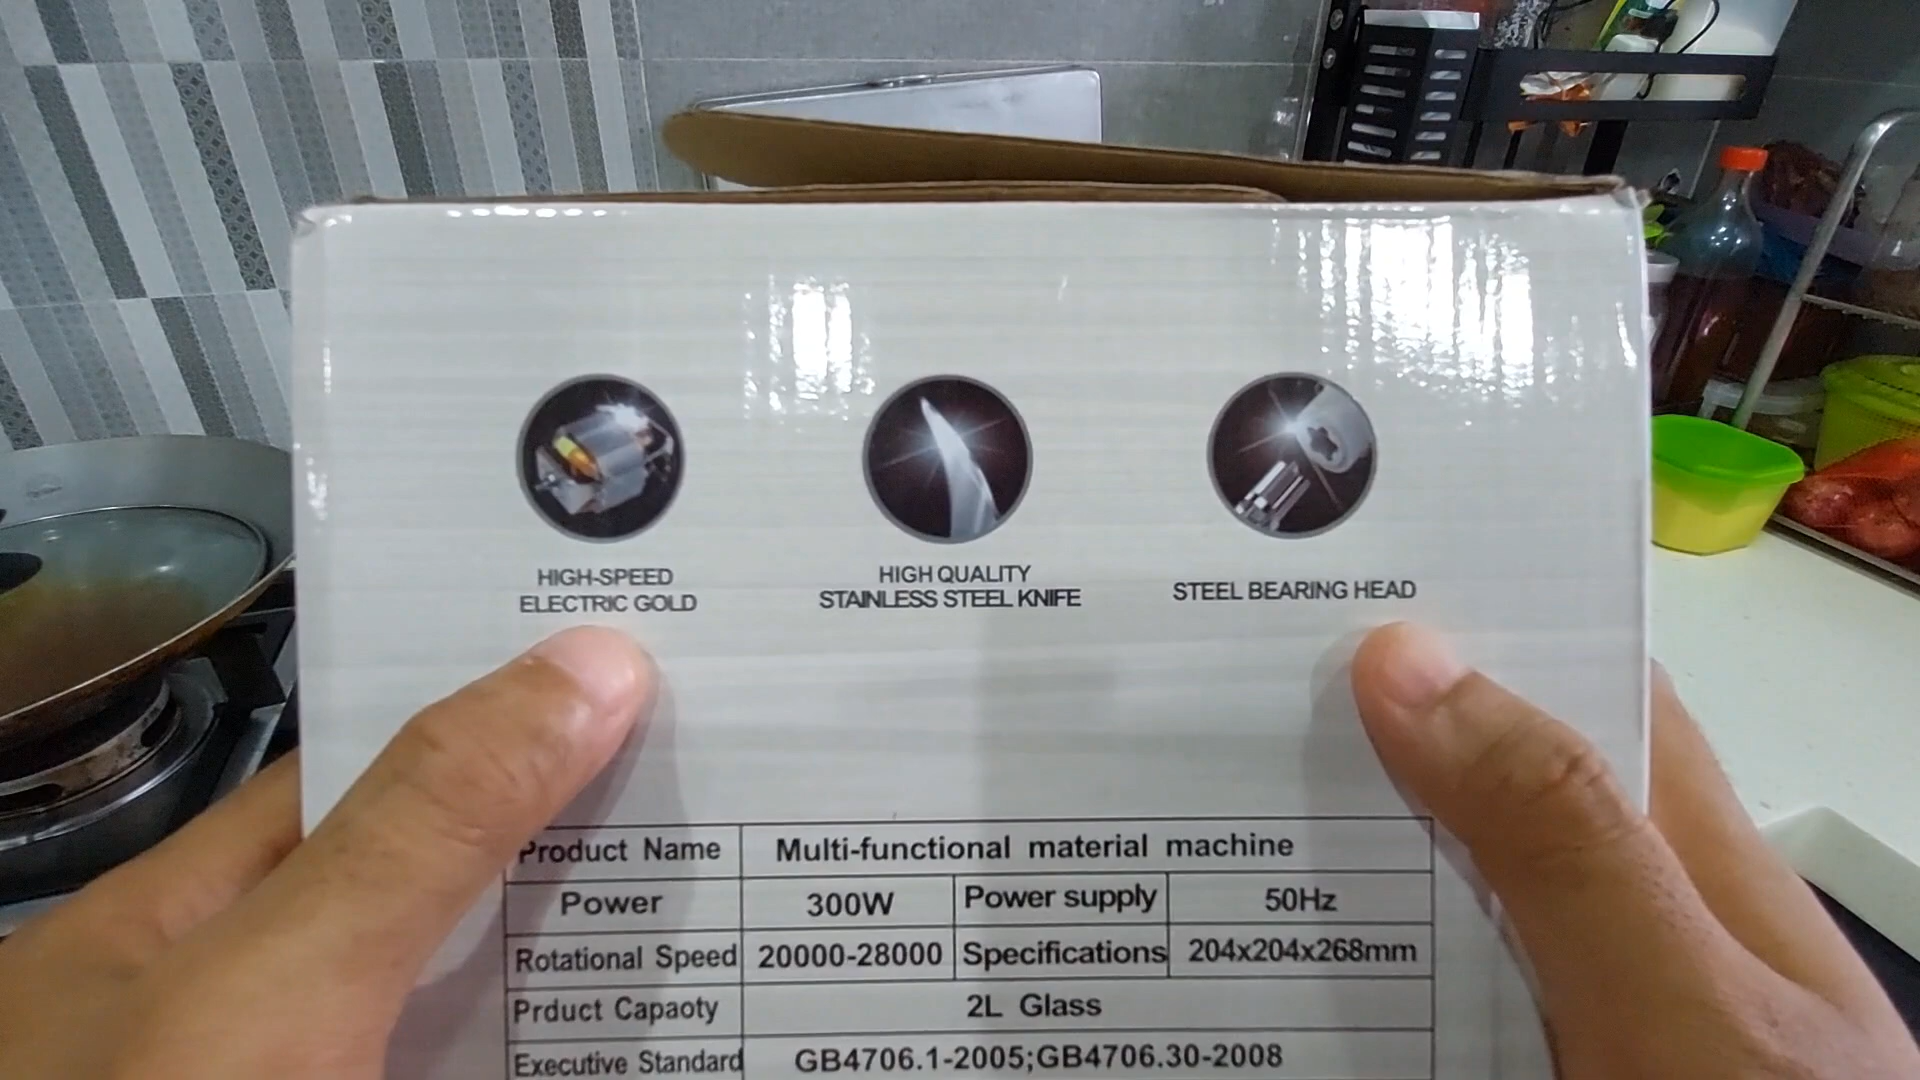 HIGH-SPEED
ELECTRIC GOLD
HIGH QUALITY
STAINLESS STEEL KNIFE
STEEL BEARING HEAD
Product Name Multi-functional material machine
Power 300W Power supply 50Hz
Rotational Speed 20000-28000 Specifications 204x204x268mm
Prduct Capaoty 2L Glass
Executive Standard GB4706.1-2005;GB4706.30-2008